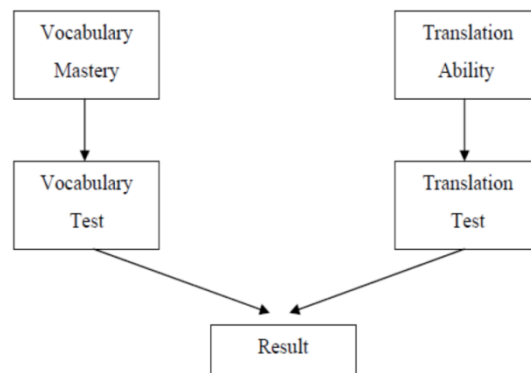 Vocabulary
Mastery
Translation
Ability
Vocabulary
Test
Translation
Test
Result